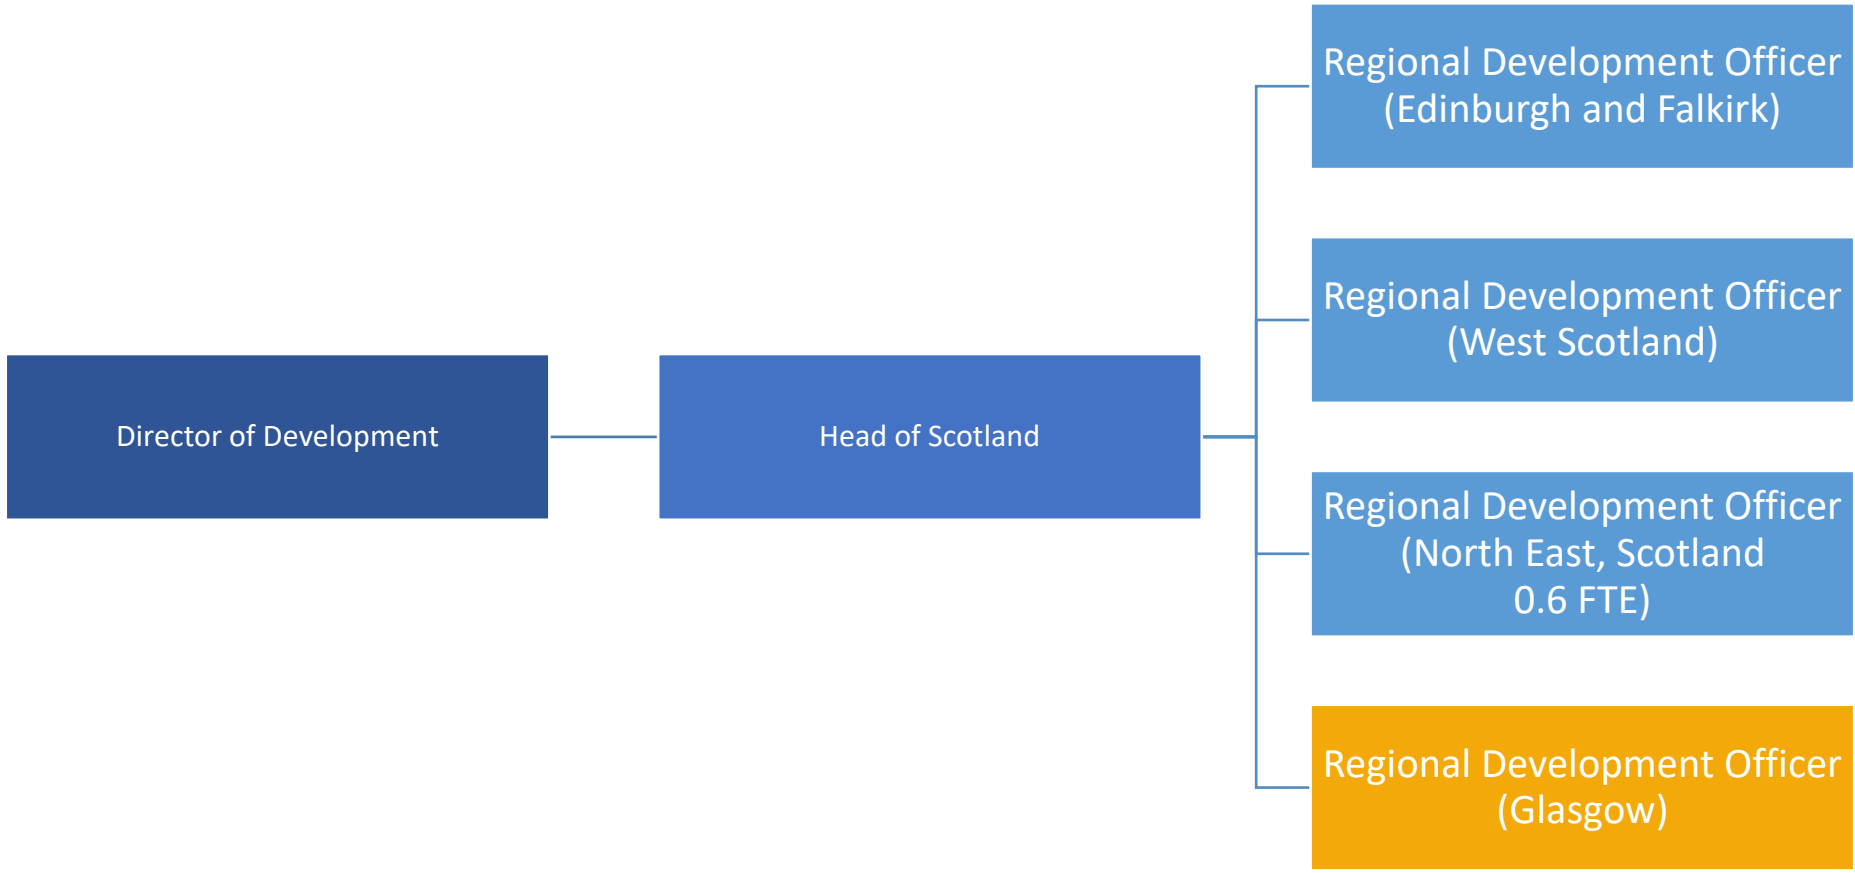 Director of Development
Head of Scotland
Regional Development Officer
(Edinburgh and Falkirk)
Regional Development Officer
(West Scotland)
Regional Development Officer
(North East, Scotland
0.6 FTE)
Regional Development Officer
(Glasgow)